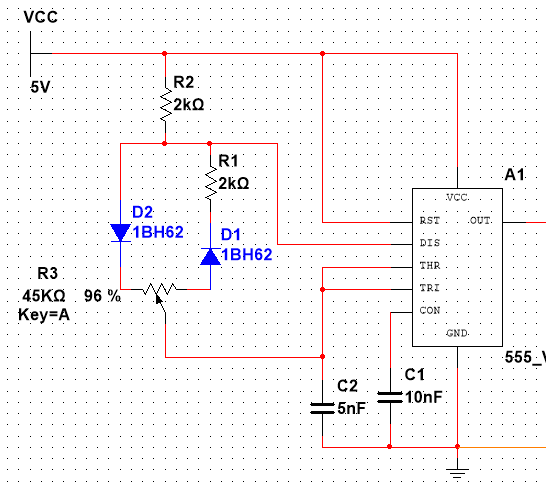 VCC
5V
R2
2kΩ
R1
2kΩ
D2
1BH62
D1
1BH62
R3
45KΩ 96 %
Key=A
A1
VCC
RST OUT
DIS
THR
TRI
CON
GND
555_V
C2
5nF
C1
10nF